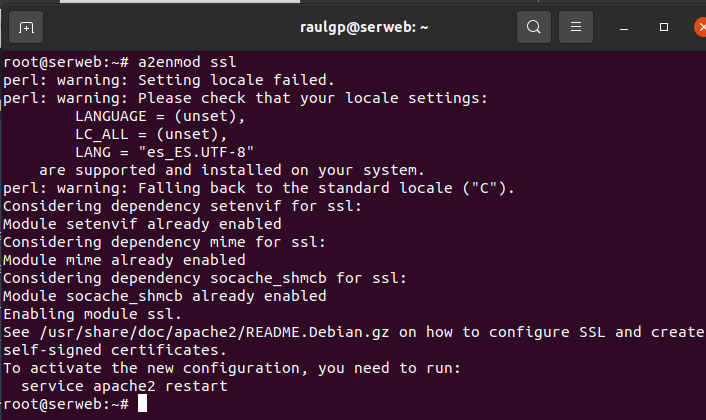 raulgp@serweb: ~
root@serweb:~# a2enmod ssl
perl: warning: Setting locale failed.
perl: warning: Please check that your locale settings:
        LANGUAGE = (unset),
        LC_ALL = (unset),
        LANG = "es_ES.UTF-8"
    are supported and installed on your system.
perl: warning: Falling back to the standard locale ("C").
Considering dependency setenvif for ssl:
Module setenvif already enabled
Considering dependency mime for ssl:
Module mime already enabled
Considering dependency socache_shmcb for ssl:
Module socache_shmcb already enabled
Enabling module ssl.
See /usr/share/doc/apache2/README.Debian.gz on how to configure SSL and create
self-signed certificates.
To activate the new configuration, you need to run:
  service apache2 restart
root@serweb:~#